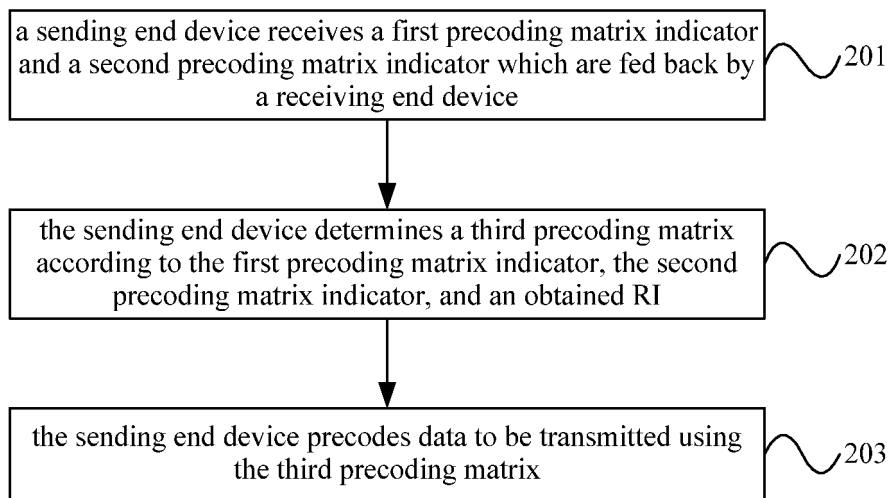 a sending end device receives a first precoding matrix indicator
and a second precoding matrix indicator which are fed back by
a receiving end device
201
the sending end device determines a third precoding matrix
according to the first precoding matrix indicator, the second
precoding matrix indicator, and an obtained RI
202
the sending end device precodes data to be transmitted using
the third precoding matrix
203